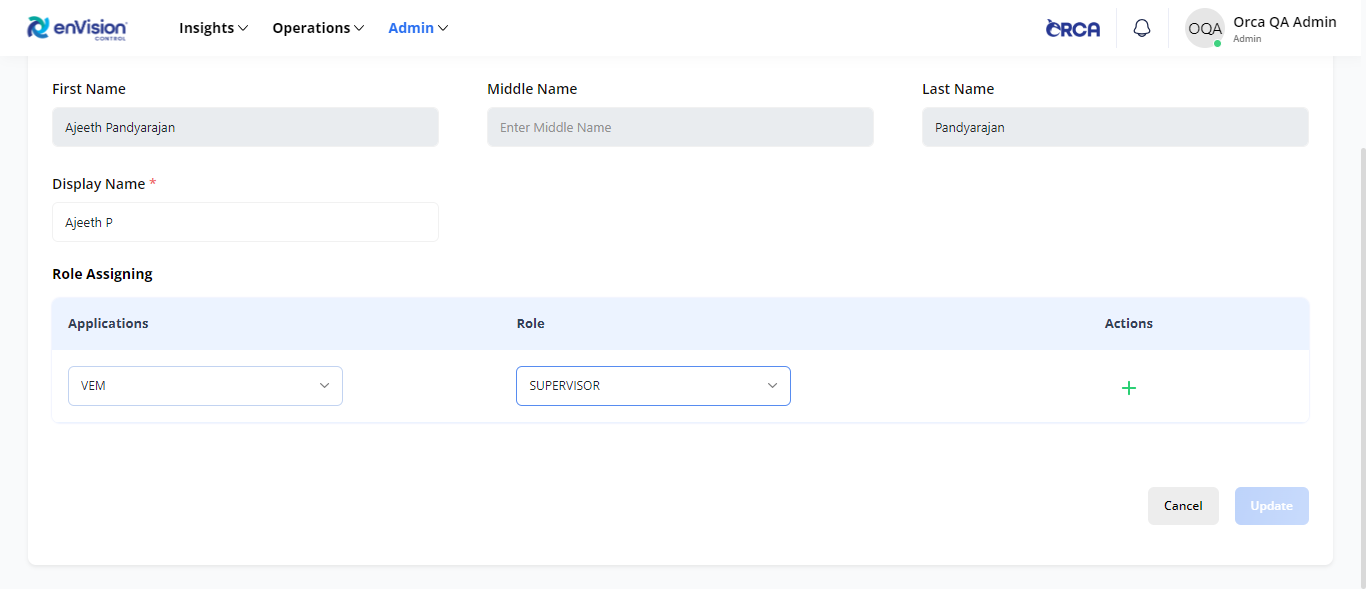 enVision
CONTROL
Insights Operations Admin
ORCA
OQA
Orca QA Admin
Admin
First Name Middle Name Last Name
Ajeeth Pandyarajan Enter Middle Name Pandyarajan
Display Name *
Ajeeth P
Role Assigning
Applications Role Actions
VEM SUPERVISOR
Cancel Update